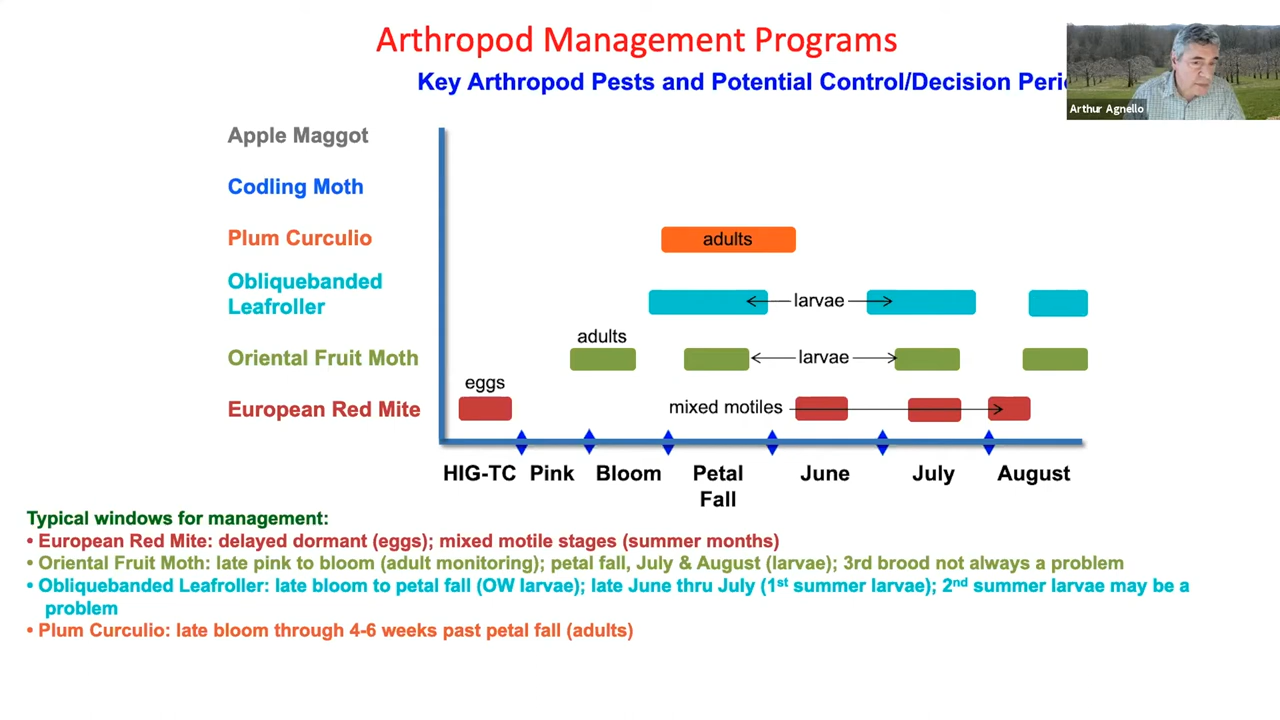 Arthropod Management Programs
Key Arthropod Pests and Potential Control/Decision
Arthur Agnello
Apple Maggot
Codling Moth
Plum Curculio
adults
Obliquebanded
Leafroller
larvae
adults
Oriental Fruit Moth
larvae
eggs
European Red Mite
mixed motiles
HIG-TC Pink Bloom Petal June July August
Fall
Typical windows for management:
• European Red Mite: delayed dormant (eggs); mixed motile stages (summer months)
• Oriental Fruit Moth: late pink to bloom (adult monitoring); petal fall, July & August (larvae); 3rd brood not always a problem
• Obliquebanded Leafroller: late bloom to petal fall (OW larvae); late June thru July (1st summer larvae); 2nd summer larvae may be a
problem
• Plum Curculio: late bloom through 4-6 weeks past petal fall (adults)